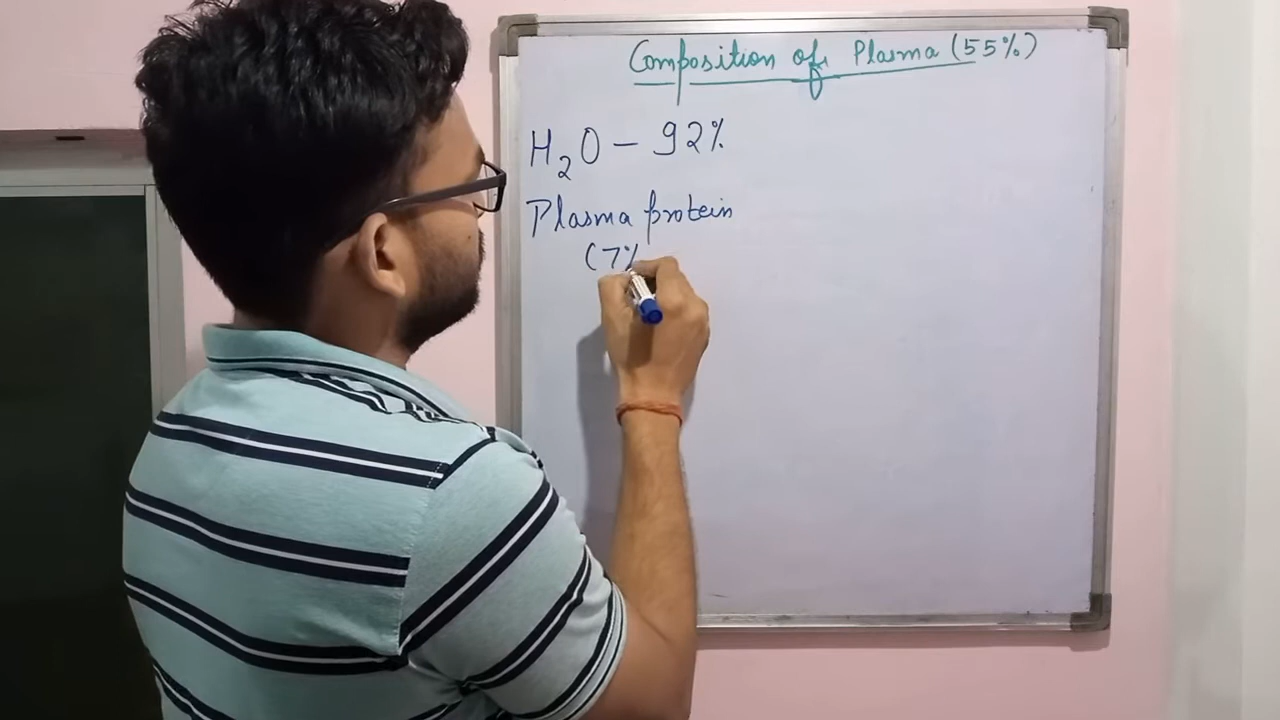 Composition of Plasma (55%)
H₂O - 92%
Plasma protein
(7%